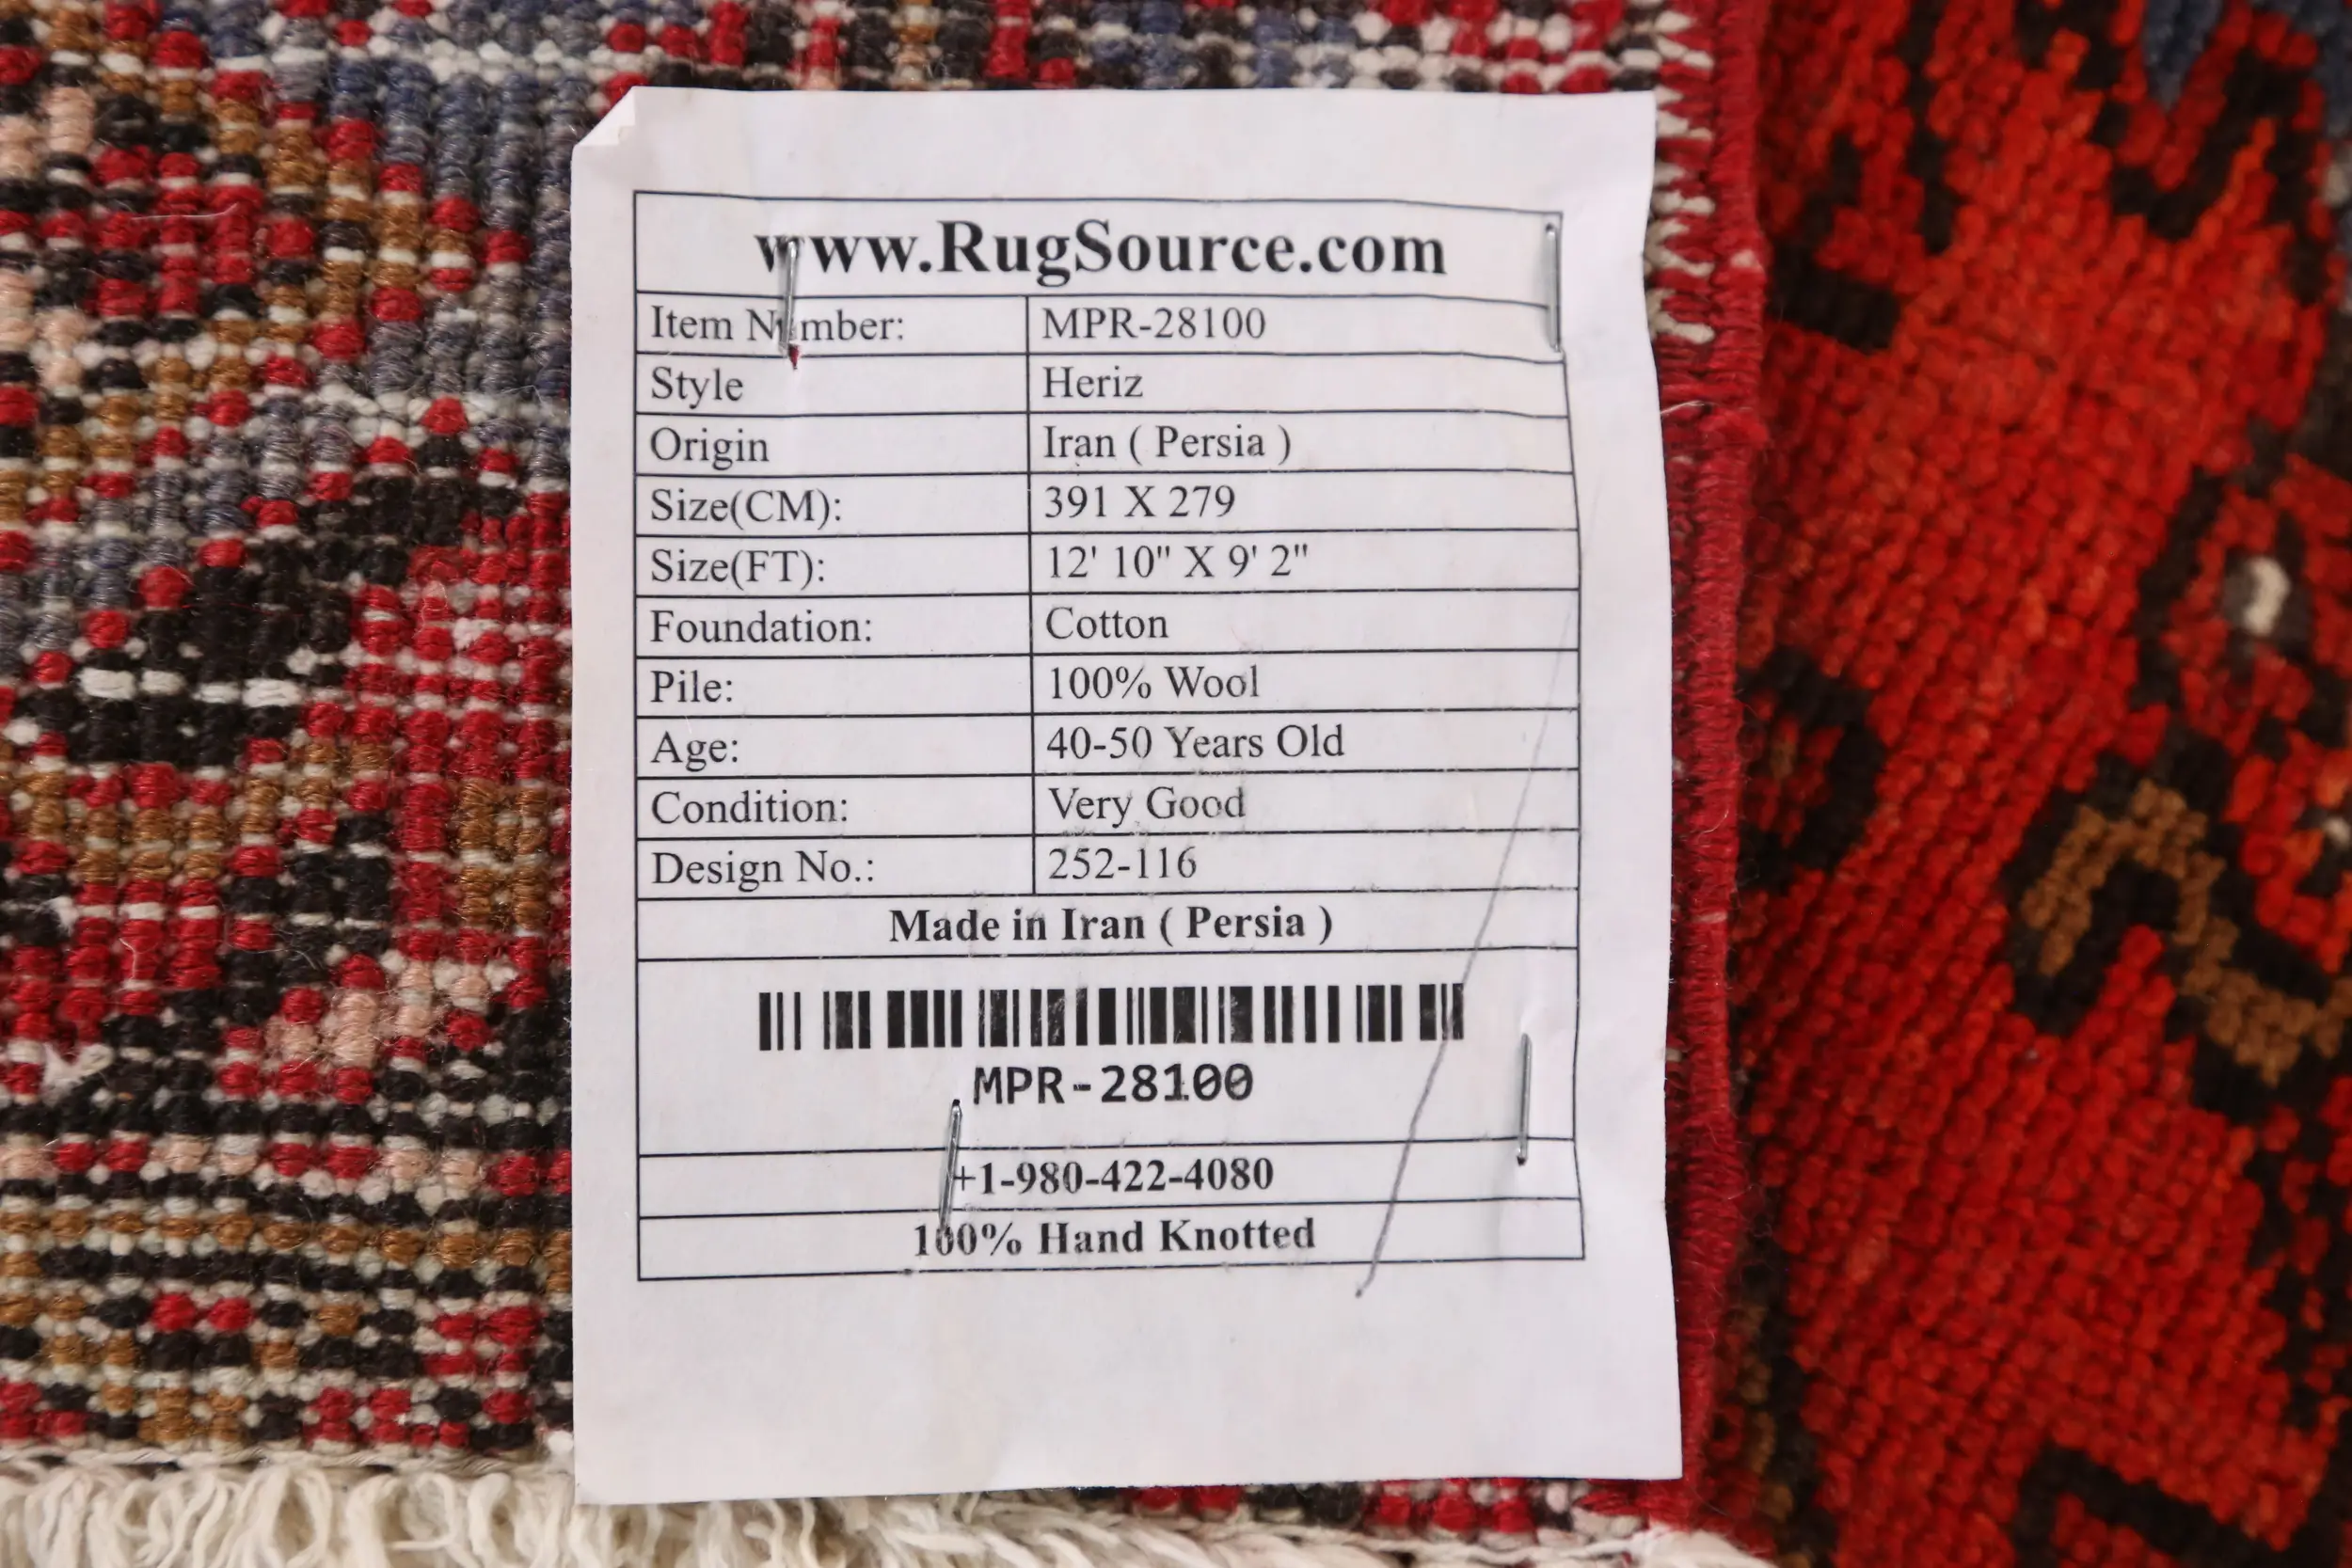 www.RugSource.com
Item Number: MPR-28100
Style Heriz
Origin Iran ( Persia )
Size(CM): 391 X 279
Size(FT): 12' 10" X 9' 2"
Foundation: Cotton
Pile: 100% Wool
Age: 40-50 Years Old
Condition: Very Good
Design No.: 252-116
Made in Iran ( Persia )
MPR-28100
+1-980-422-4080
100% Hand Knotted